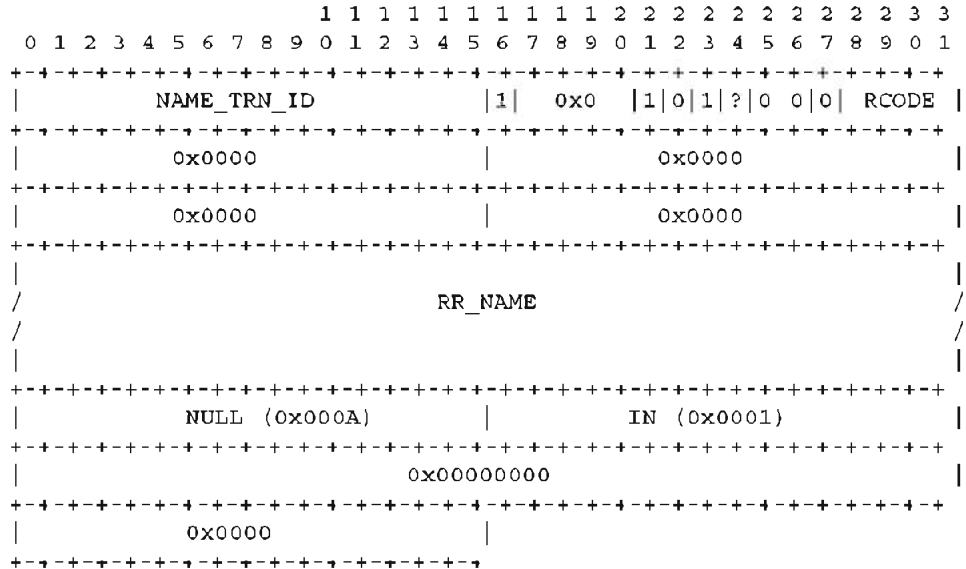 1 1 1 1 1 1 1 1 1 1 2 2 2 2 2 2 2 2 2 2 3 3
 0 1 2 3 4 5 6 7 8 9 0 1 2 3 4 5 6 7 8 9 0 1 2 3 4 5 6 7 8 9 0 1
+-+-+-+-+-+-+-+-+-+-+-+-+-+-+-+-+-+-+-+-+-+-+-+-+-+-+-+-+-+-+-+-+
|         NAME_TRN_ID           |1|  0x0  |1|0|1|?|0 0|0| RCODE |
+-+-+-+-+-+-+-+-+-+-+-+-+-+-+-+-+-+-+-+-+-+-+-+-+-+-+-+-+-+-+-+-+
|          0x0000               |           0x0000              |
+-+-+-+-+-+-+-+-+-+-+-+-+-+-+-+-+-+-+-+-+-+-+-+-+-+-+-+-+-+-+-+-+
|          0x0000               |           0x0000              |
+-+-+-+-+-+-+-+-+-+-+-+-+-+-+-+-+-+-+-+-+-+-+-+-+-+-+-+-+-+-+-+-+
|                                                               |
/                            RR_NAME                            /
/                                                               /
|                                                               |
+-+-+-+-+-+-+-+-+-+-+-+-+-+-+-+-+-+-+-+-+-+-+-+-+-+-+-+-+-+-+-+-+
|           NULL (0x000A)       |         IN (0x0001)           |
+-+-+-+-+-+-+-+-+-+-+-+-+-+-+-+-+-+-+-+-+-+-+-+-+-+-+-+-+-+-+-+-+
|                          0x00000000                           |
+-+-+-+-+-+-+-+-+-+-+-+-+-+-+-+-+-+-+-+-+-+-+-+-+-+-+-+-+-+-+-+-+
|           0x0000              |
+-+-+-+-+-+-+-+-+-+-+-+-+-+-+-+-+